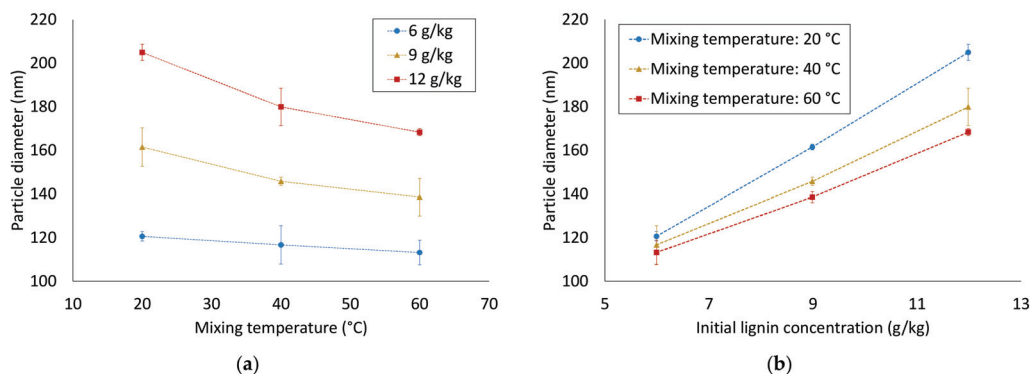 220
200
180
160
140
120
100
10 20 30 40 50 60 70
Particle diameter (nm)
Mixing temperature (°C)
6 g/kg
9 g/kg
12 g/kg
(a)
220
200
180
160
140
120
100
5 7 9 11 13
Particle diameter (nm)
Initial lignin concentration (g/kg)
Mixing temperature: 20 °C
Mixing temperature: 40 °C
Mixing temperature: 60 °C
(b)